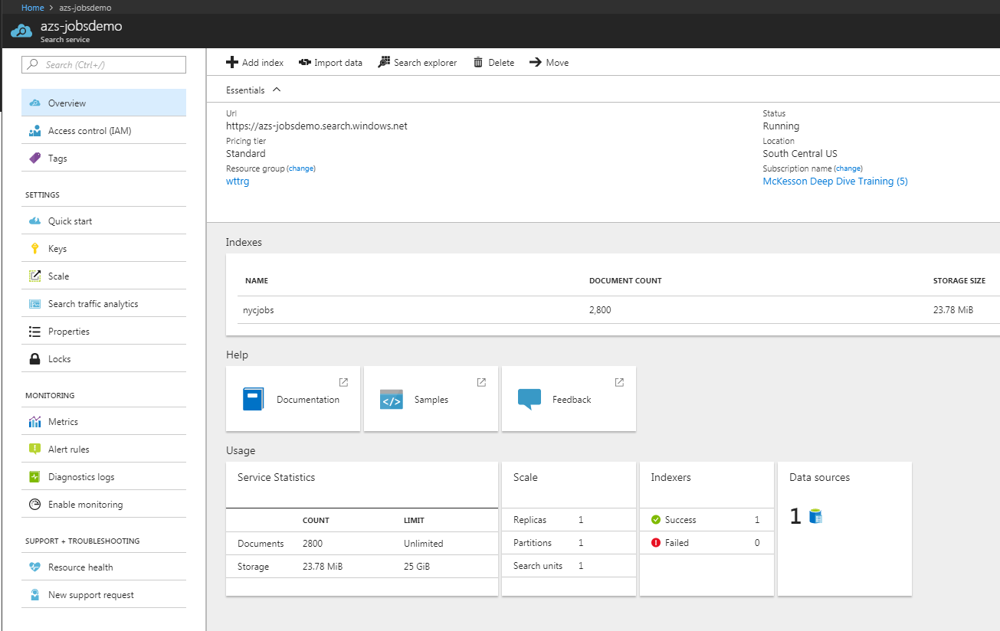 Home > azs-jobsdemo
azs-jobsdemo
Search service
Search (Ctrl+/)
Overview
Access control (IAM)
Tags
SETTINGS
Quick start
Keys
Scale
Search traffic analytics
Properties
Locks
MONITORING
Metrics
Alert rules
Diagnostics logs
Enable monitoring
SUPPORT + TROUBLESHOOTING
Resource health
New support request
Add index Import data Search explorer Delete Move
Essentials
Url
https://azs-jobsdemo.search.windows.net
Pricing tier
Standard
Resource group (change)
wttrg
Status
Running
Location
South Central US
Subscription name (change)
McKesson Deep Dive Training (5)
Indexes
NAME DOCUMENT COUNT STORAGE SIZE
nycjobs 2,800 23.78 MiB
Help
Documentation Samples Feedback
Usage
Service Statistics
COUNT LIMIT
Documents 2800 Unlimited
Storage 23.78 MiB 25 GiB
Scale
Replicas 1
Partitions 1
Search units 1
Indexers
Success 1
Failed 0
Data sources
1